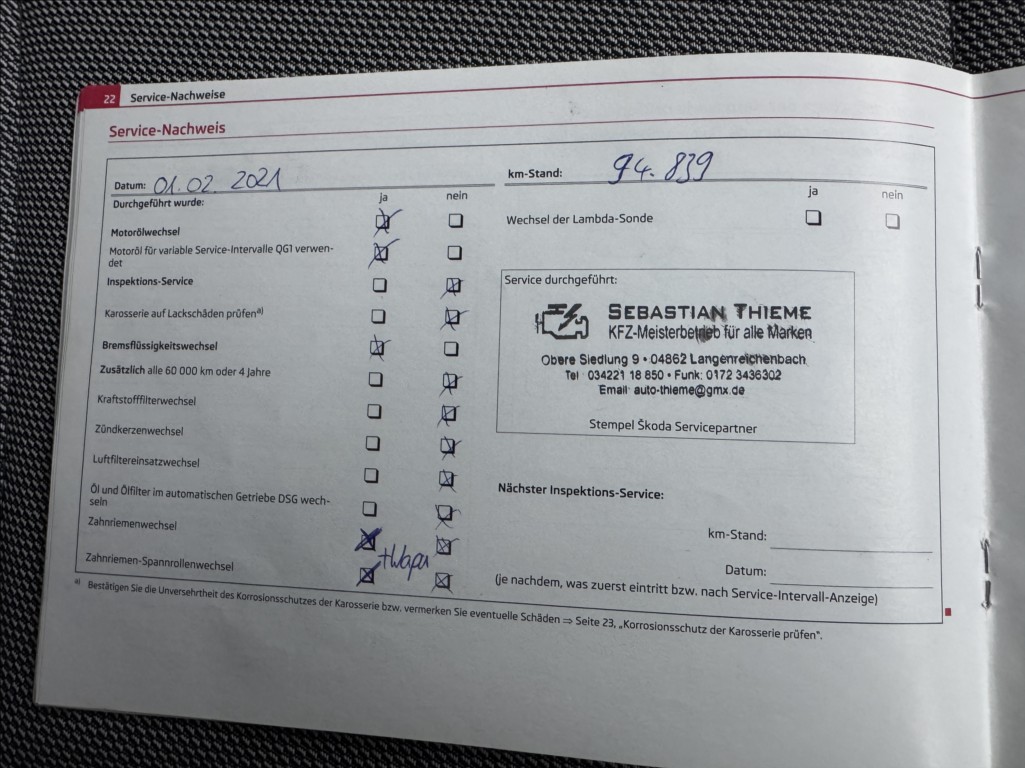 22 Service-Nachweise
Service-Nachweis
Datum: 01.02.2021
km-Stand: 94.839
Durchgeführt wurde:
ja nein
ja nein
Motorölwechsel
Wechsel der Lambda-Sonde
Motoröl für variable Service-Intervalle QG1 verwen-
det
Inspektions-Service
Karosserie auf Lackschäden prüfen a)
Bremsflüssigkeitswechsel
Zusätzlich alle 60 000 km oder 4 Jahre
Kraftstofffilterwechsel
Zündkerzenwechsel
Luftfiltereinsatzwechsel
Öl und Ölfilter im automatischen Getriebe DSG wech-
seln
Zahnriemenwechsel
+Wapu
Zahnriemen-Spannrollenwechsel
Service durchgeführt:
SEBASTIAN THIEME
KFZ-Meisterbetrieb für alle Marken
Obere Siedlung 9 • 04862 Langenreichenbach
Tel 034221 18 850 • Funk: 0172 3436302
Email: auto-thieme@gmx.de
Stempel Škoda Servicepartner
Nächster Inspektions-Service:
km-Stand:
Datum:
(je nachdem, was zuerst eintritt bzw. nach Service-Intervall-Anzeige)
a) Bestätigen Sie die Unversehrtheit des Korrosionsschutzes der Karosserie bzw. vermerken Sie eventuelle Schäden ⇒ Seite 23, „Korrosionsschutz der Karosserie prüfen".